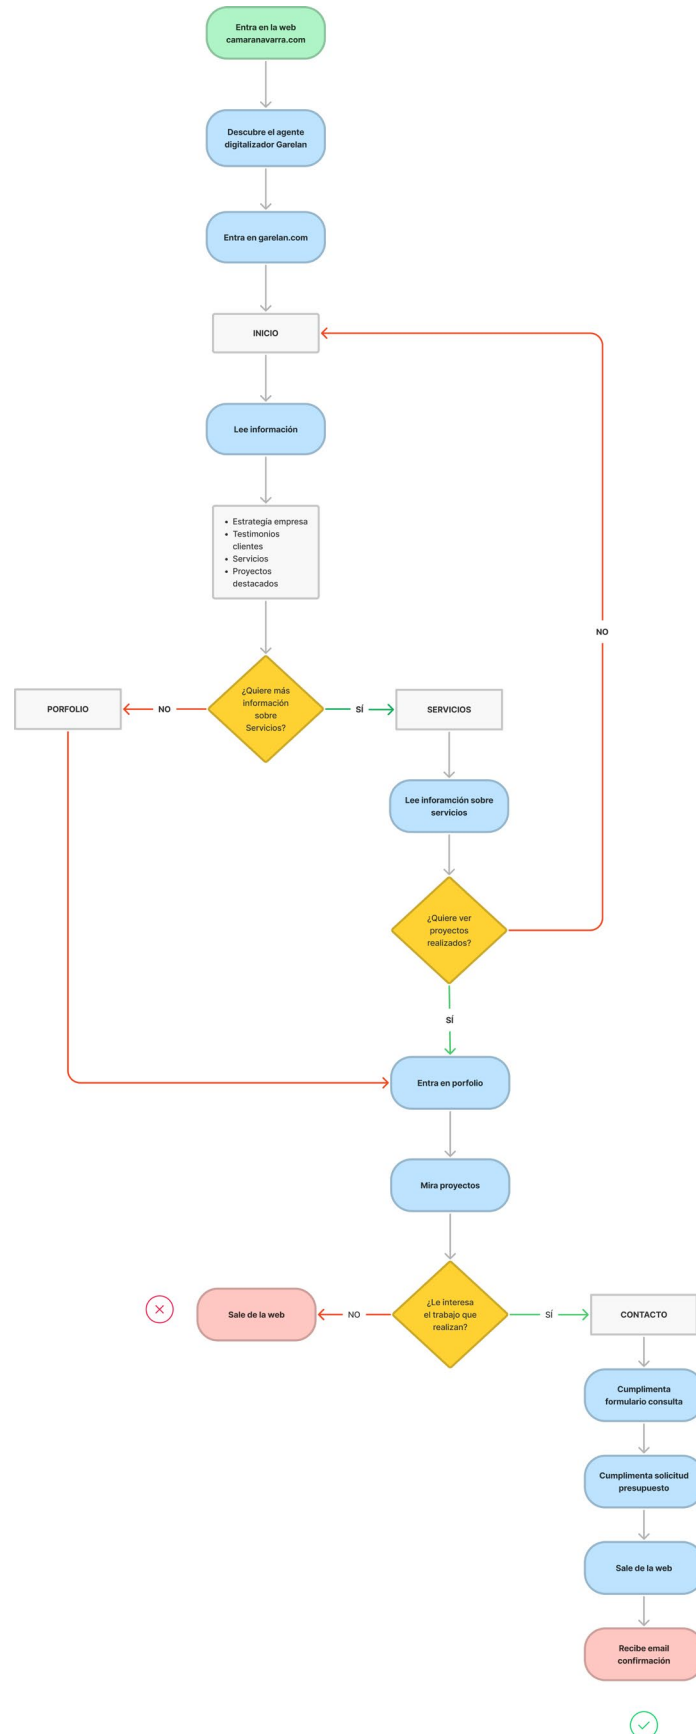 Entra en la web
camaranavarra.com
Descubre el agente
digitalizador Garelan
Entra en garelan.com
INICIO
Lee información
• Estrategía empresa
• Testimonios
clientes
• Servicios
• Proyectos
destacados
NO
¿Quiere más
información
sobre
Servicios?
PORFOLIO
NO
SÍ
SERVICIOS
Lee inforamción sobre
servicios
¿Quiere ver
proyectos
realizados?
SÍ
Entra en porfolio
Mira proyectos
¿Le interesa
el trabajo que
realizan?
Sale de la web
NO
SÍ
CONTACTO
Cumplimenta
formulario consulta
Cumplimenta solicitud
presupuesto
Sale de la web
Recibe email
confirmación